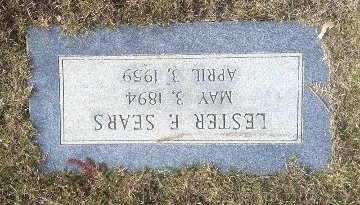 LESTER F. SEARS
MAY 3, 1894
APRIL 3, 1959